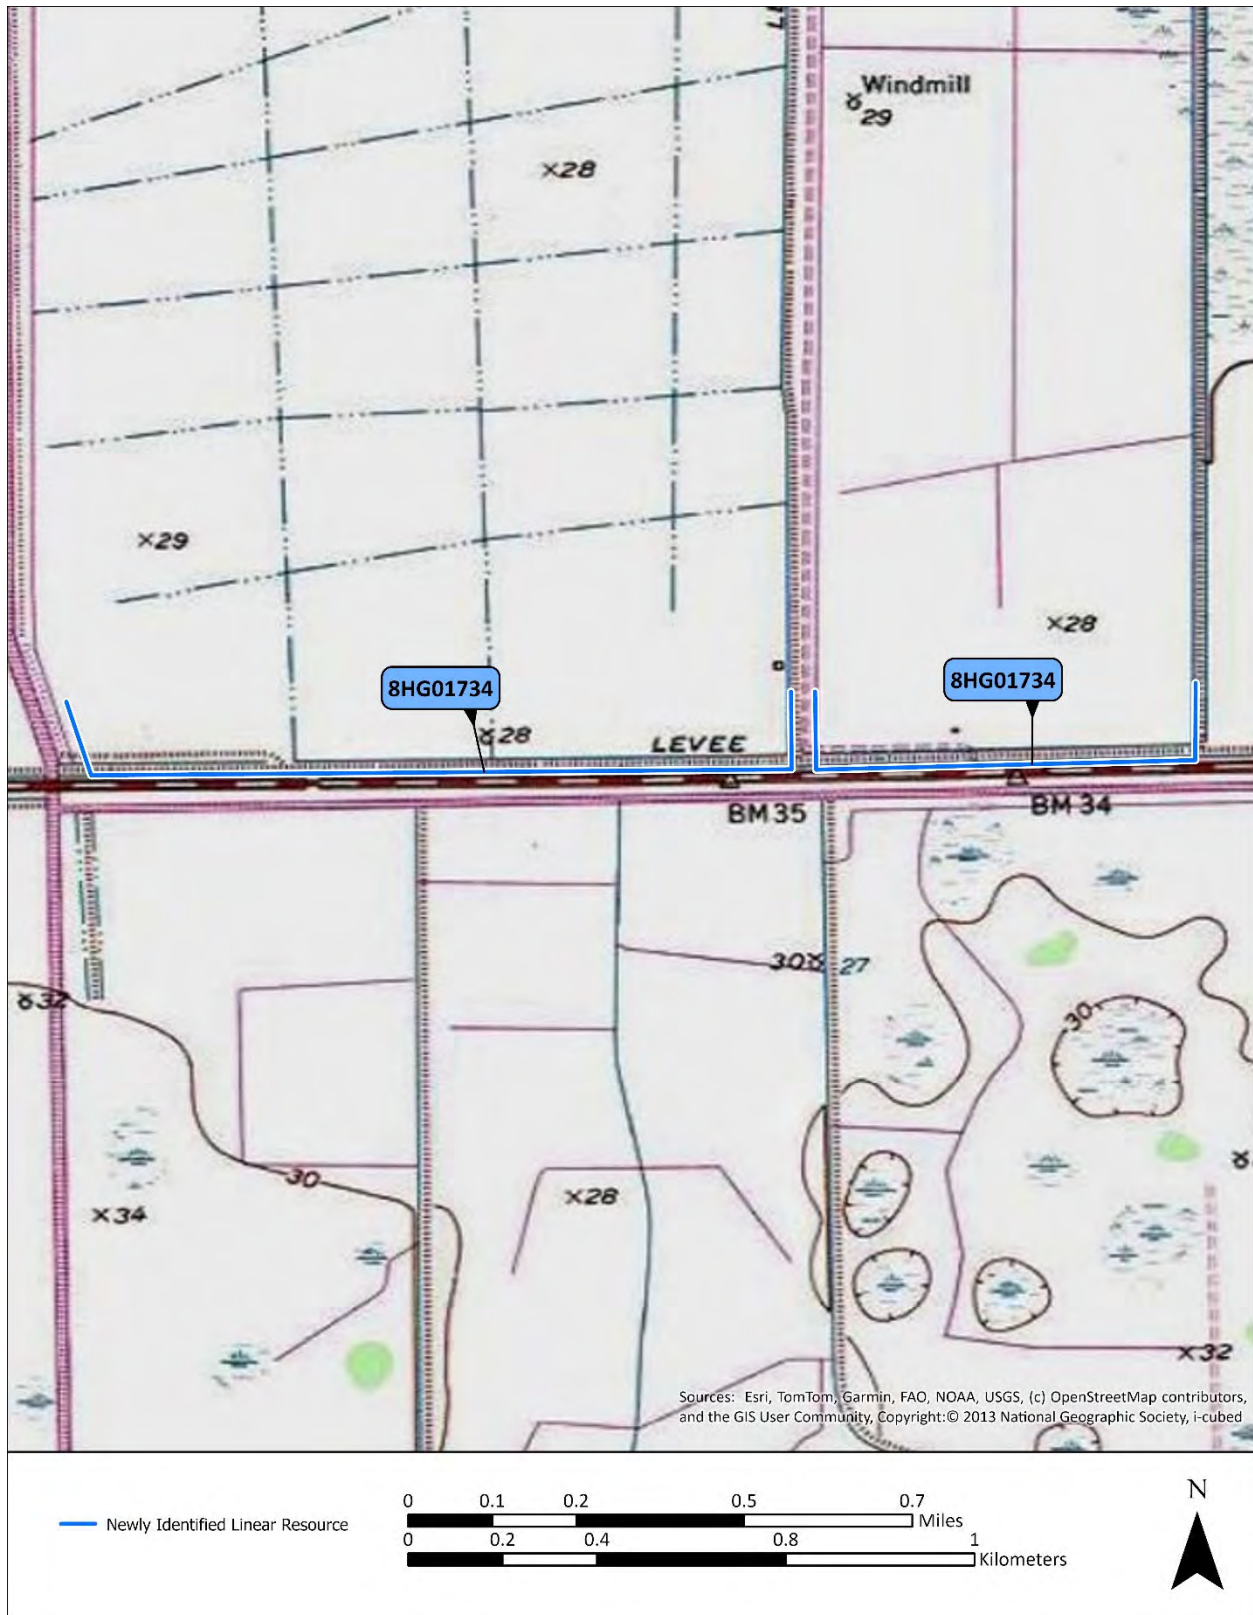 Windmill
29
×28
×29
×28
8HG01734
8HG01734
28
LEVEE
BM 35
BM 34
30
27
32
30
30
×34
×28
×32
Sources: Esri, TomTom, Garmin, FAO, NOAA, USGS, (c) OpenStreetMap contributors,
and the GIS User Community, Copyright:© 2013 National Geographic Society, i-cubed
N
Newly Identified Linear Resource
0 0.1 0.2 0.5 0.7
Miles
0 0.2 0.4 0.8 1
Kilometers